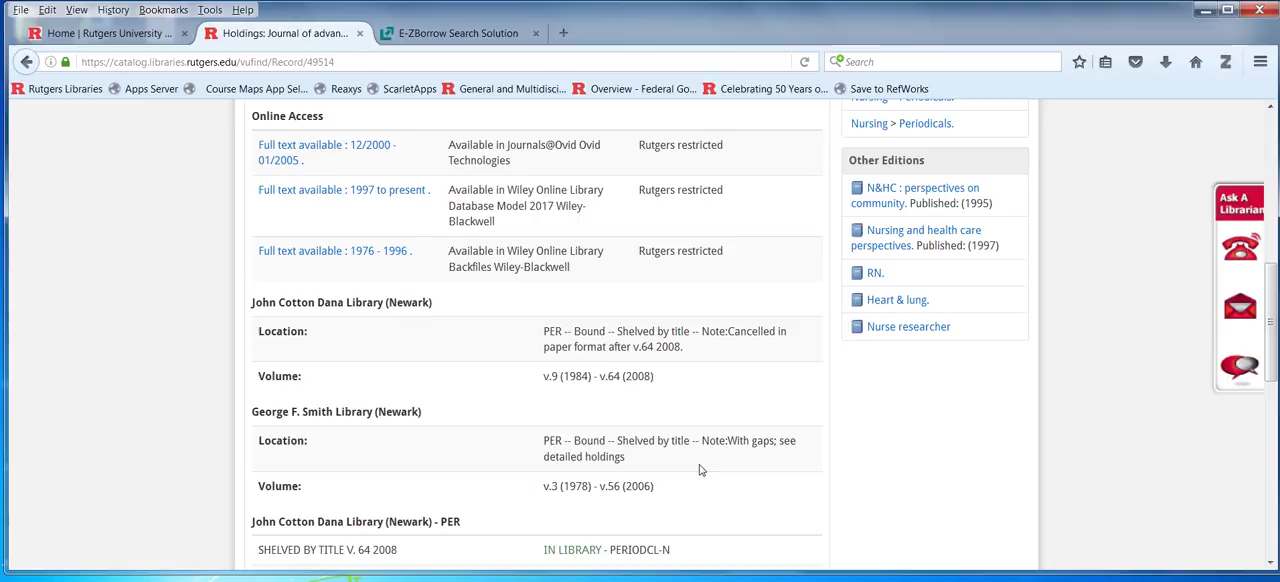 File Edit View History Bookmarks Tools Help
Home | Rutgers University ... × Holdings: Journal of advan... × E-ZBorrow Search Solution × +
https://catalog.libraries.rutgers.edu/vufind/Record/49514 Search
Rutgers Libraries Apps Server Course Maps App Sel... Reaxys ScarletApps General and Multidisci... Overview - Federal Go... Celebrating 50 Years o... Save to RefWorks
Online Access
Full text available : 12/2000 -
01/2005 .
Available in Journals@Ovid Ovid
Technologies
Rutgers restricted
Full text available : 1997 to present .
Available in Wiley Online Library
Database Model 2017 Wiley-
Blackwell
Rutgers restricted
Full text available : 1976 - 1996 .
Available in Wiley Online Library
Backfiles Wiley-Blackwell
Rutgers restricted
John Cotton Dana Library (Newark)
Location:
PER -- Bound -- Shelved by title -- Note:Cancelled in
paper format after v.64 2008.
Volume: v.9 (1984) - v.64 (2008)
George F. Smith Library (Newark)
Location:
PER -- Bound -- Shelved by title -- Note:With gaps; see
detailed holdings
Volume: v.3 (1978) - v.56 (2006)
John Cotton Dana Library (Newark) - PER
SHELVED BY TITLE V. 64 2008 IN LIBRARY - PERIODCL-N
Nursing > Periodicals.
Nursing > Periodicals.
Other Editions
N&HC : perspectives on
community. Published: (1995)
Nursing and health care
perspectives. Published: (1997)
RN.
Heart & lung.
Nurse researcher
Ask A
Librarian